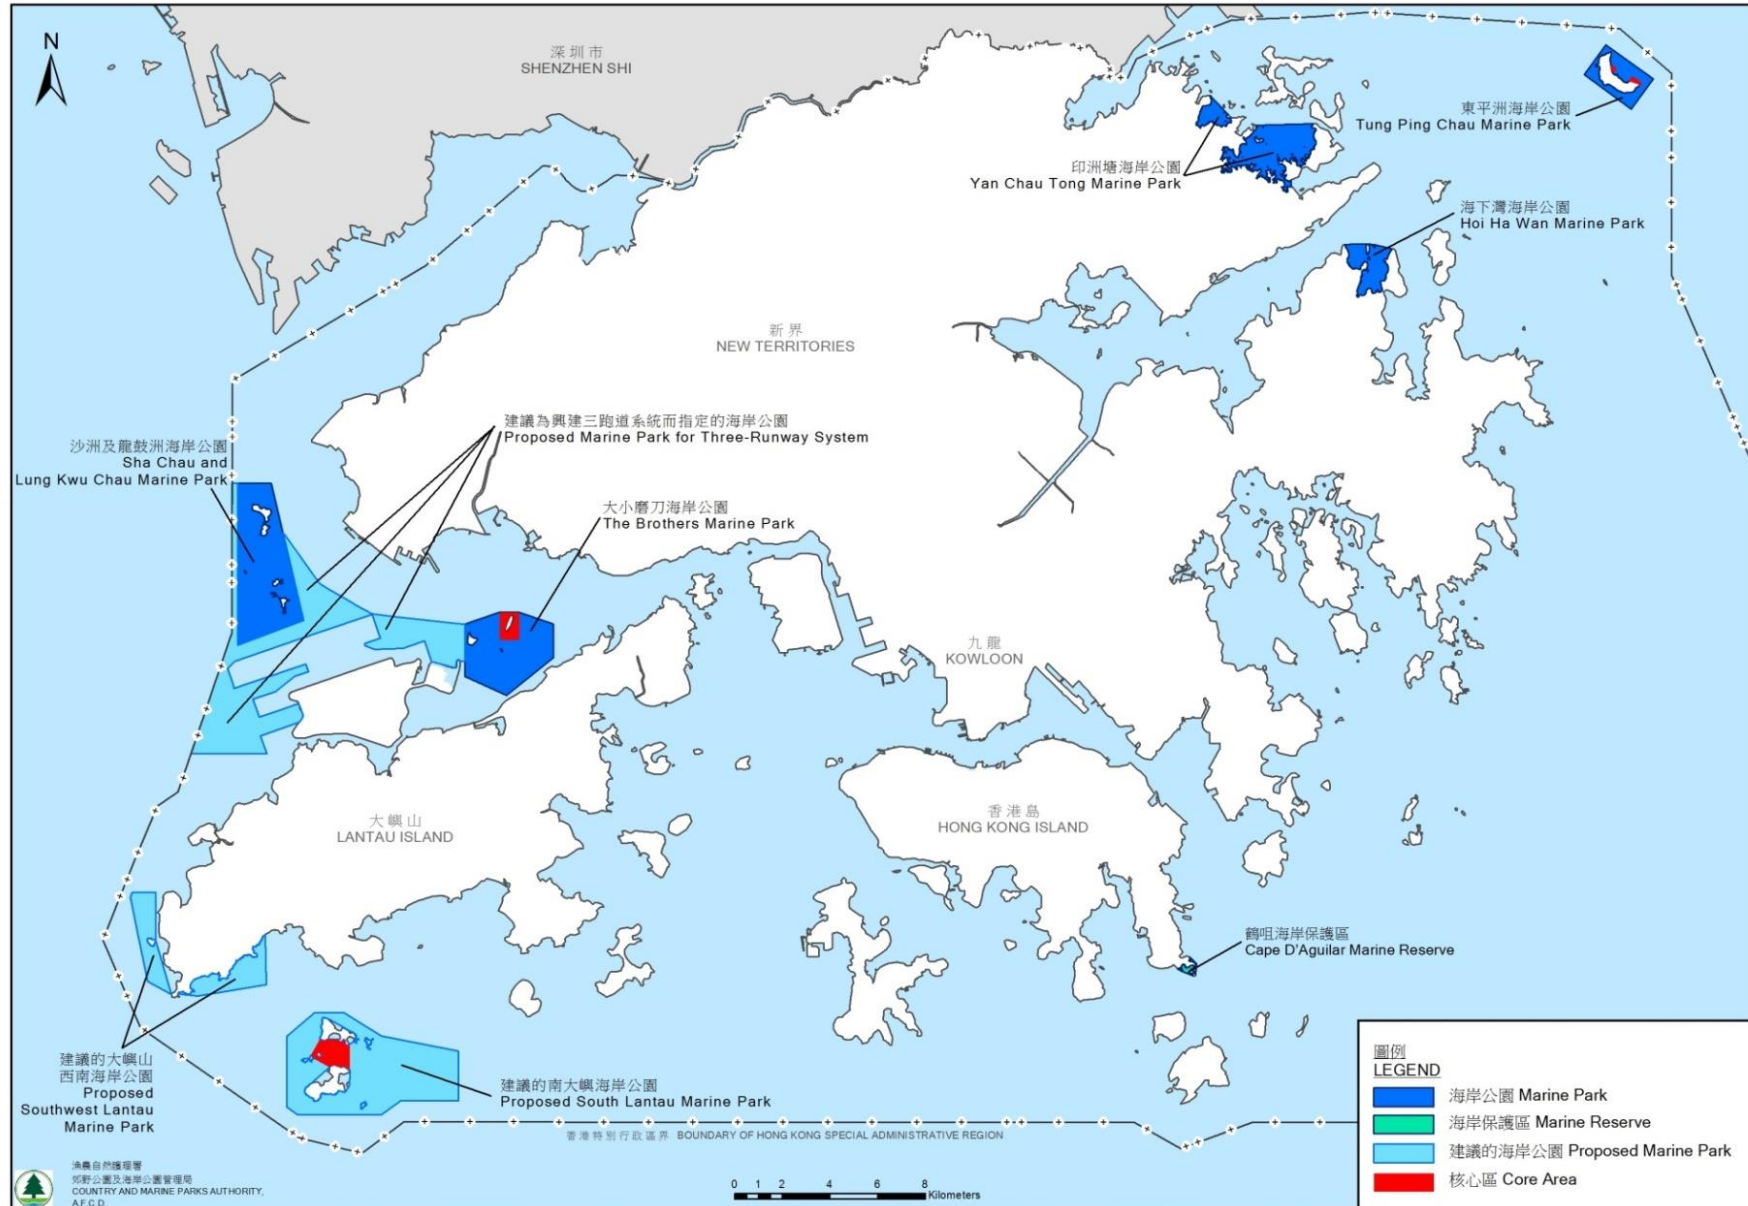 N
深圳市
SHENZHEN SHI
東平洲海岸公園
Tung Ping Chau Marine Park
印洲塘海岸公園
Yan Chau Tong Marine Park
海下灣海岸公園
Hoi Ha Wan Marine Park
新界
NEW TERRITORIES
建議為興建三跑道系統而指定的海岸公園
Proposed Marine Park for Three-Runway System
沙洲及龍鼓洲海岸公園
Sha Chau and
Lung Kwu Chau Marine Park
大小磨刀海岸公園
The Brothers Marine Park
九龍
KOWLOON
大嶼山
LANTAU ISLAND
香港島
HONG KONG ISLAND
鶴咀海岸保護區
Cape D'Aguilar Marine Reserve
建議的大嶼山
西南海岸公園
Proposed
Southwest Lantau
Marine Park
建議的南大嶼海岸公園
Proposed South Lantau Marine Park
香港特別行政區界 BOUNDARY OF HONG KONG SPECIAL ADMINISTRATIVE REGION
圖例
LEGEND
海岸公園 Marine Park
海岸保護區 Marine Reserve
建議的海岸公園 Proposed Marine Park
核心區 Core Area
漁農自然護理署
郊野公園及海岸公園管理局
COUNTRY AND MARINE PARKS AUTHORITY,
A.F.C.D.
0 1 2 4 6 8
Kilometers